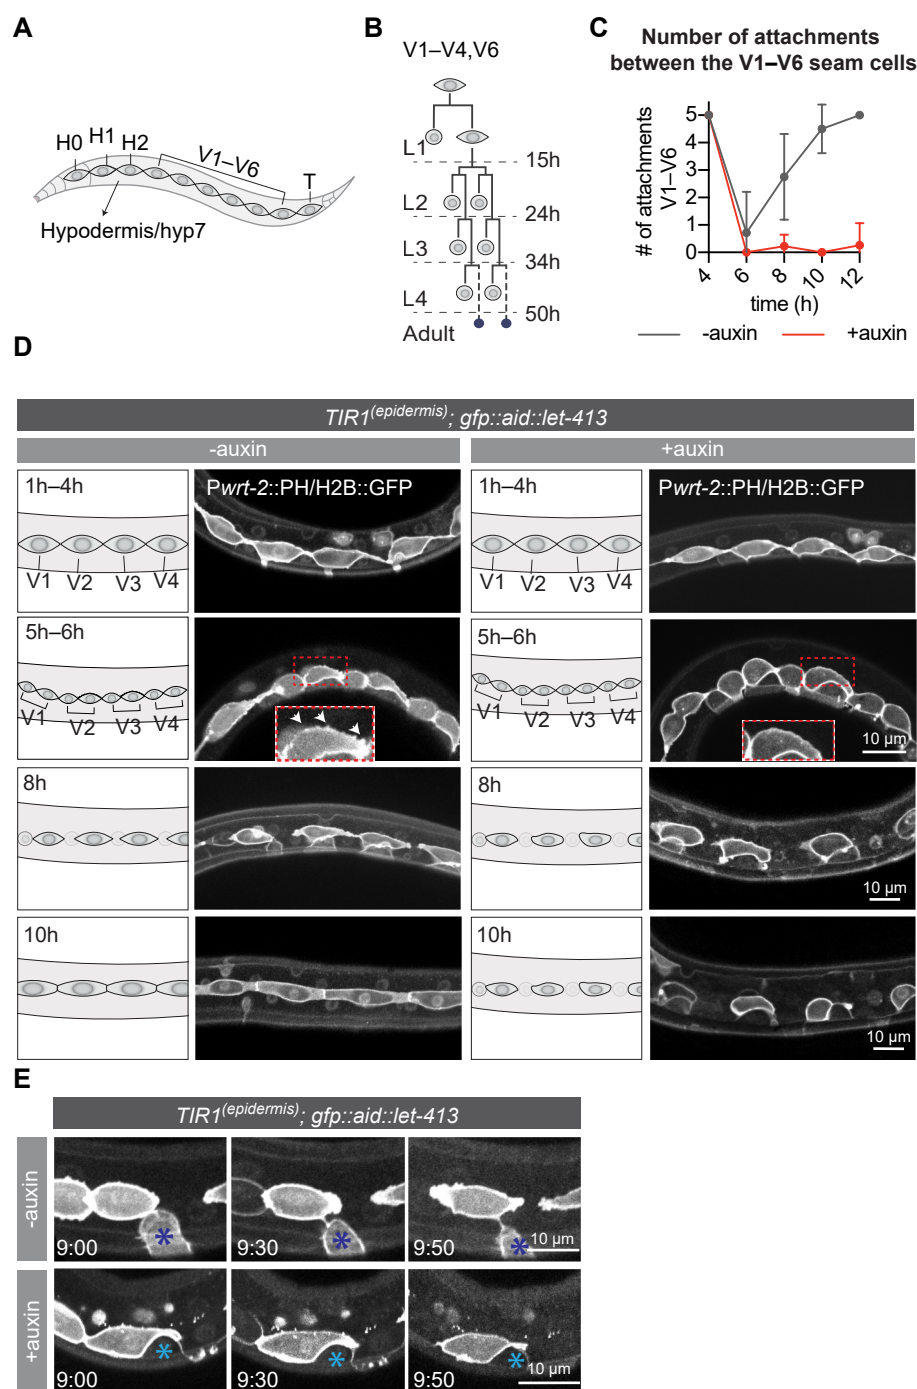 A
H0 H1 H2 V1–V6 T
Hypodermis/hyp7
B
V1–V4,V6
L1
15h
L2
24h
L3
34h
L4
50h
Adult
C
Number of attachments
between the V1–V6 seam cells
# of attachments
V1–V6
5
4
3
2
1
0
4 6 8 10 12
time (h)
-auxin +auxin
D
TIR1(epidermis); gfp::aid::let-413
-auxin
+auxin
1h–4h
V1 V2 V3 V4
Pwrt-2::PH/H2B::GFP
1h–4h
V1 V2 V3 V4
Pwrt-2::PH/H2B::GFP
5h–6h
V1 V2 V3 V4
5h–6h
V1 V2 V3 V4
10 µm
8h
8h
10 µm
10h
10h
10 µm
E
TIR1(epidermis); gfp::aid::let-413
-auxin
*
9:00
*
9:30
*
9:50
10 µm
+auxin
*
9:00
*
9:30
*
9:50
10 µm